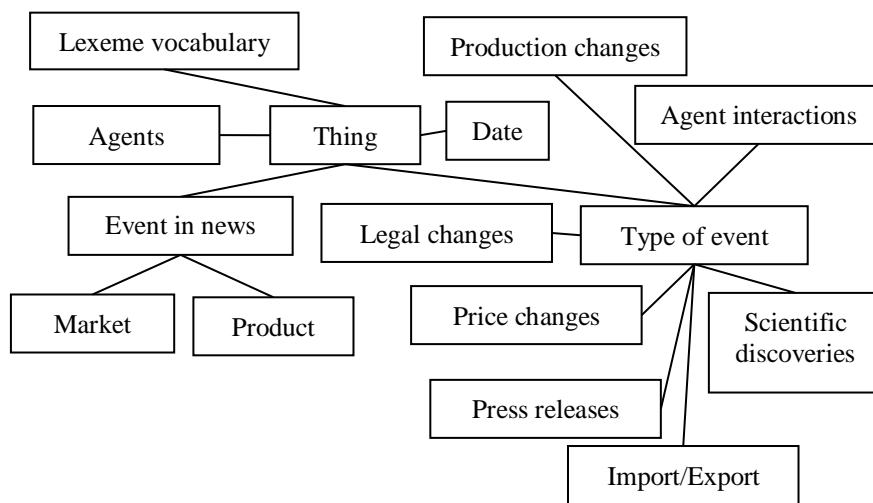 Lexeme vocabulary
Production changes
Agents
Thing
Date
Agent interactions
Event in news
Legal changes
Type of event
Market
Product
Price changes
Scientific
discoveries
Press releases
Import/Export